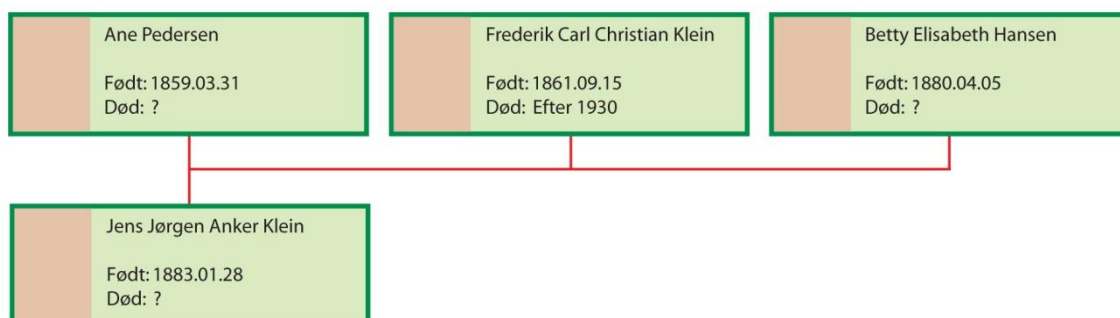 Ane Pedersen
Født: 1859.03.31
Død: ?
Frederik Carl Christian Klein
Født: 1861.09.15
Død: Efter 1930
Betty Elisabeth Hansen
Født: 1880.04.05
Død: ?
Jens Jørgen Anker Klein
Født: 1883.01.28
Død: ?